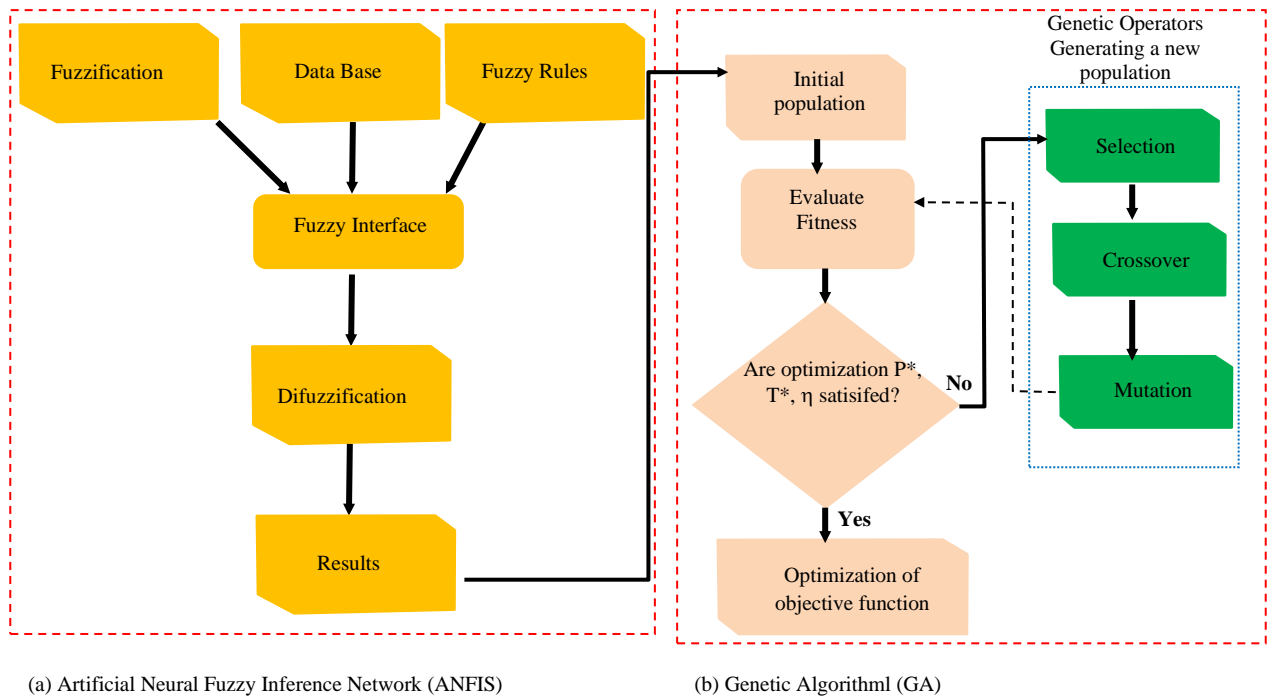 Fuzzification
Data Base
Fuzzy Rules
Fuzzy Interface
Difuzzification
Results
(a) Artificial Neural Fuzzy Inference Network (ANFIS)
Initial
population
Evaluate
Fitness
Are optimization P*,
T*, η satisifed?
No
Yes
Optimization of
objective function
Genetic Operators
Generating a new
population
Selection
Crossover
Mutation
(b) Genetic Algorithml (GA)